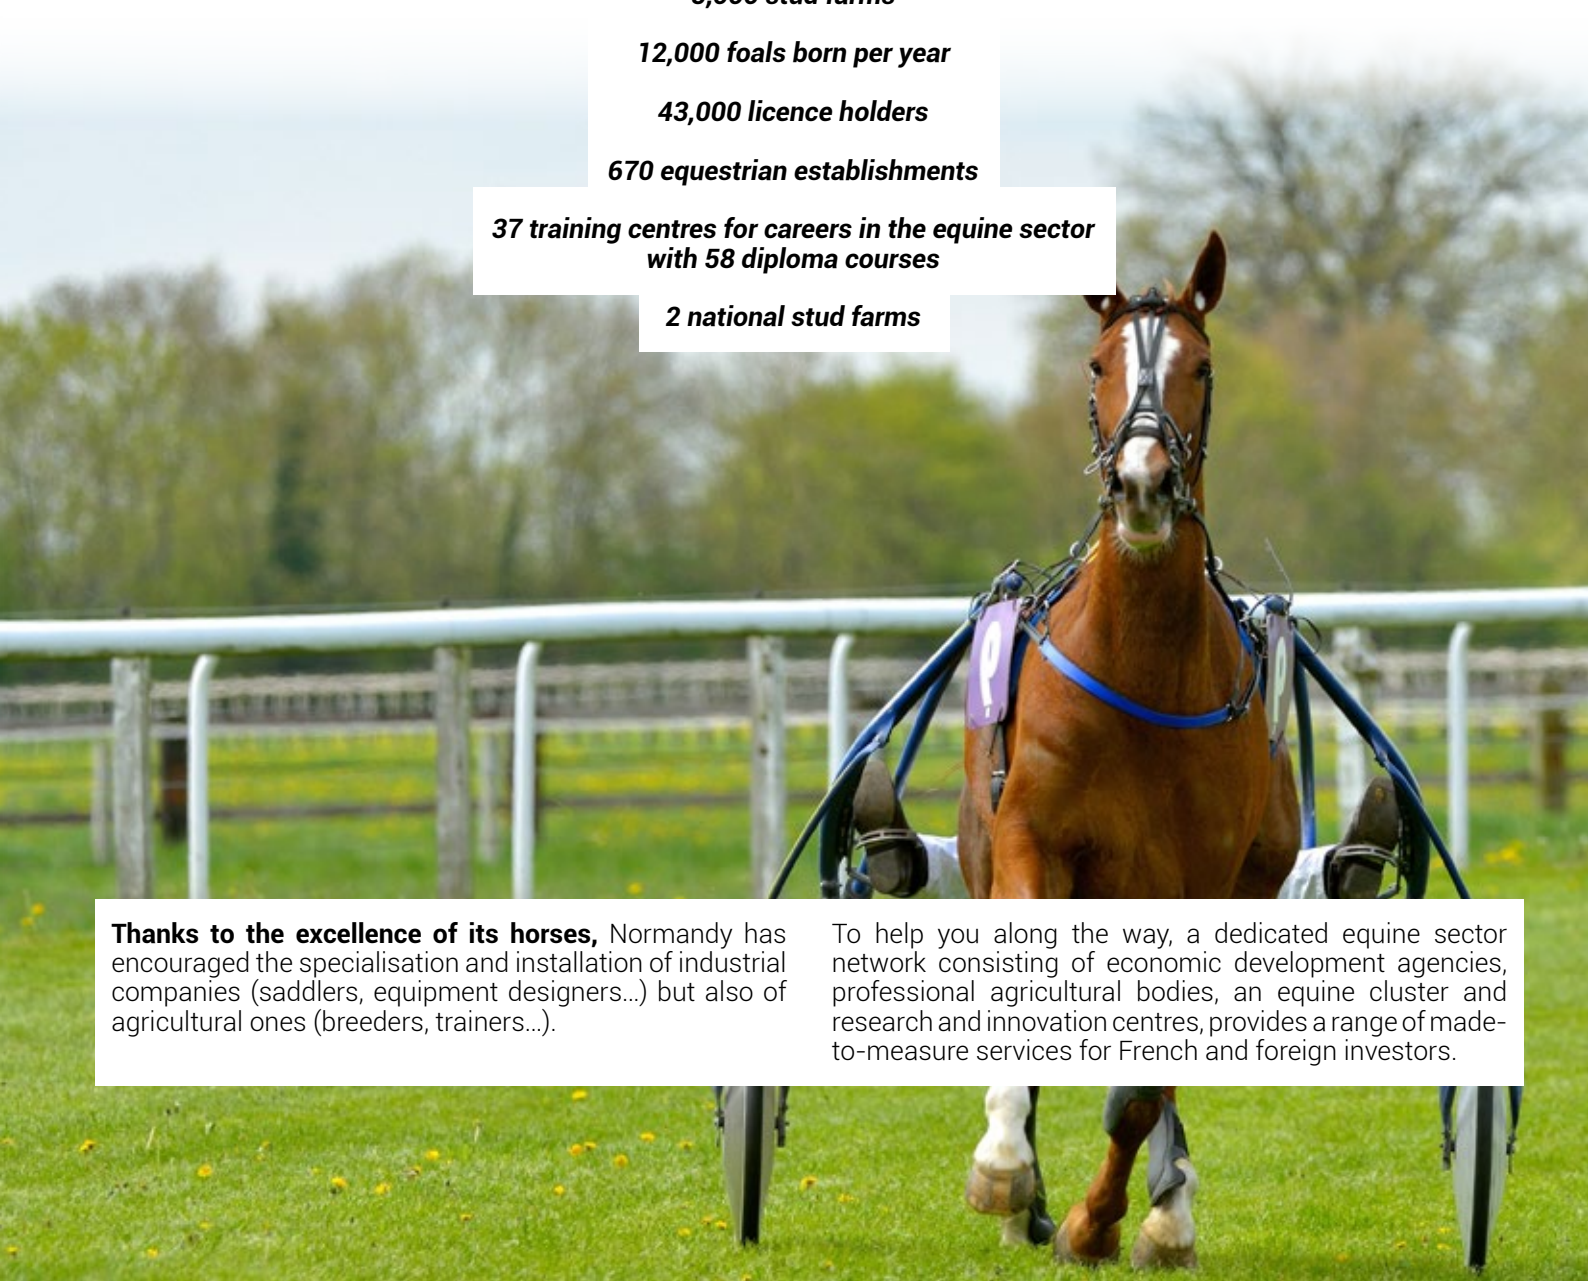 stud farms
12,000 foals born per year
43,000 licence holders
670 equestrian establishments
37 training centres for careers in the equine sector
with 58 diploma courses
2 national stud farms
Thanks to the excellence of its horses, Normandy has
encouraged the specialisation and installation of industrial
companies (saddlers, equipment designers...) but also of
agricultural ones (breeders, trainers...).
To help you along the way, a dedicated equine sector
network consisting of economic development agencies,
professional agricultural bodies, an equine cluster and
research and innovation centres, provides a range of made-
to-measure services for French and foreign investors.